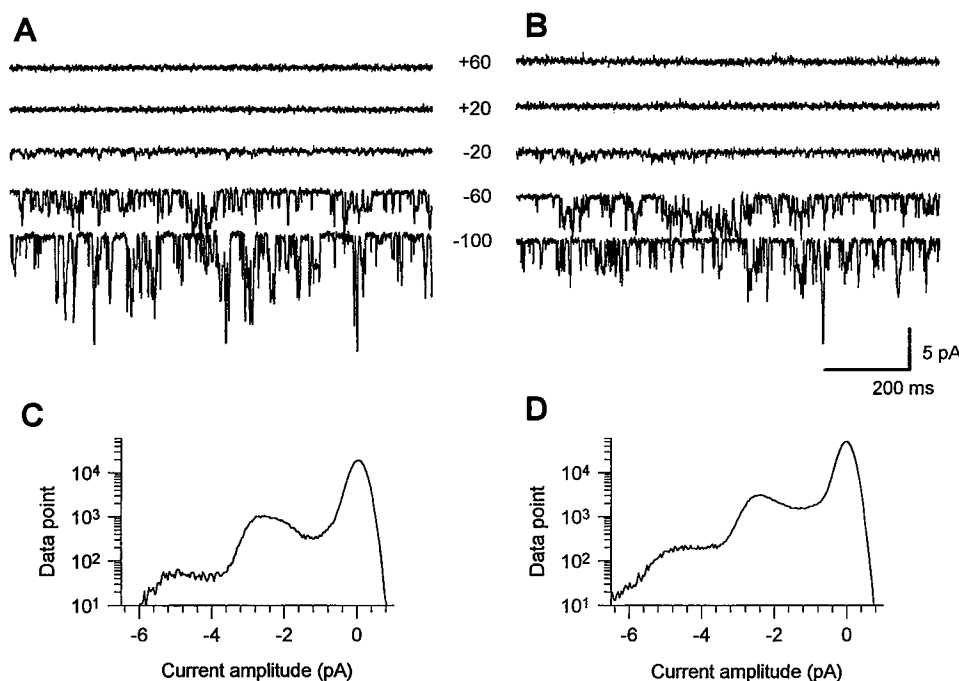 A
B
+60
+20
-20
-60
-100
5 pA
200 ms
C
D
Data point
10⁴
10³
10²
10¹
-6
-4
-2
0
Current amplitude (pA)
Data point
10⁴
10³
10²
10¹
-6
-4
-2
0
Current amplitude (pA)